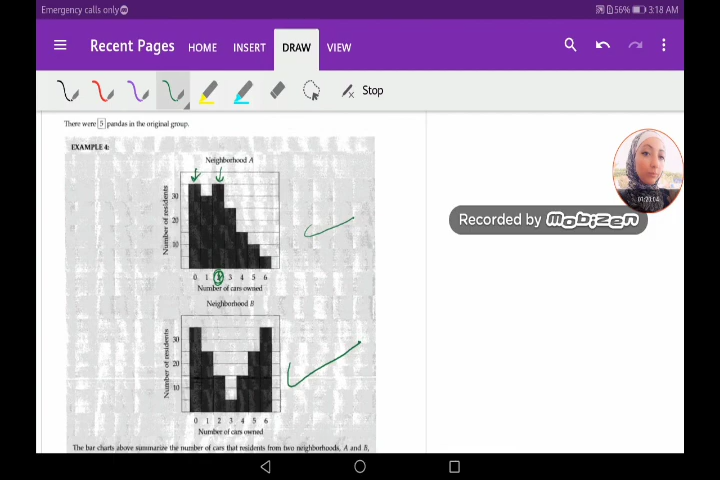 Emergency calls only
56% 3:18 AM
Recent Pages HOME INSERT DRAW VIEW
Stop
There were 5 pandas in the original group.
EXAMPLE 4:
Neighborhood A
Number of residents
30
20
10
0 1 2 3 4 5 6
Number of cars owned
Neighborhood B
Number of residents
30
20
10
0 1 2 3 4 5 6
Number of cars owned
The bar charts above summarize the number of cars that residents from two neighborhoods, A and B,
Recorded by Mobizen